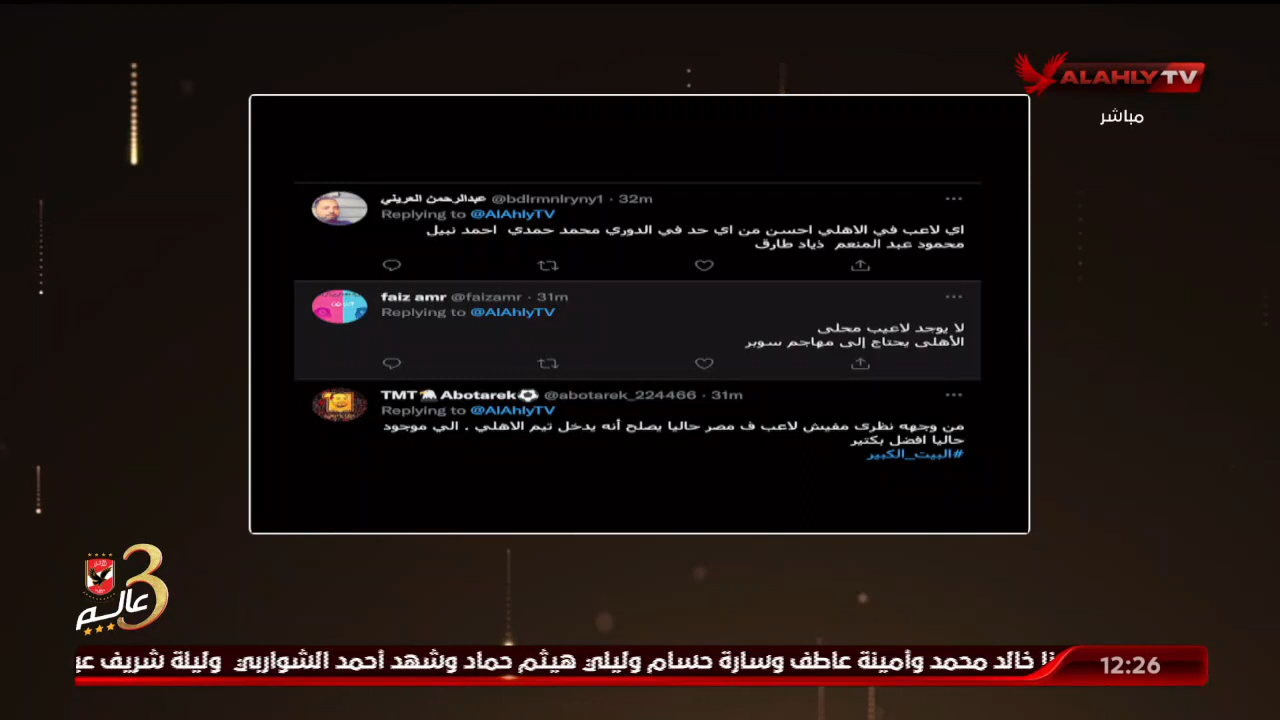 ALAHLY TV
مباشر
عبدالرحمن العريني @bdlrmnlryny1 · 32m
Replying to @AlAhlyTV
اي لاعب في الاهلي احسن من اي حد في الدوري محمد حمدي احمد نبيل
محمود عبد المنعم ذياد طارق
faiz amr @faizamr · 31m
Replying to @AlAhlyTV
لا يوجد لاعيب محلى
الأهلى يحتاج إلى مهاجم سوبر
TMT🦅 Abotarek⚽ @abotarek_224466 · 31m
Replying to @AlAhlyTV
من وجهه نظرى مفيش لاعب ف مصر حاليا يصلح أنه يدخل تيم الاهلي . الي موجود
حاليا افضل بكتير
#البيت_الكبير
3 عالم
خالد محمد وأمينة عاطف وسارة حسام وليلي هيثم حماد وشهد أحمد الشواربي وليلة شريف
12:26